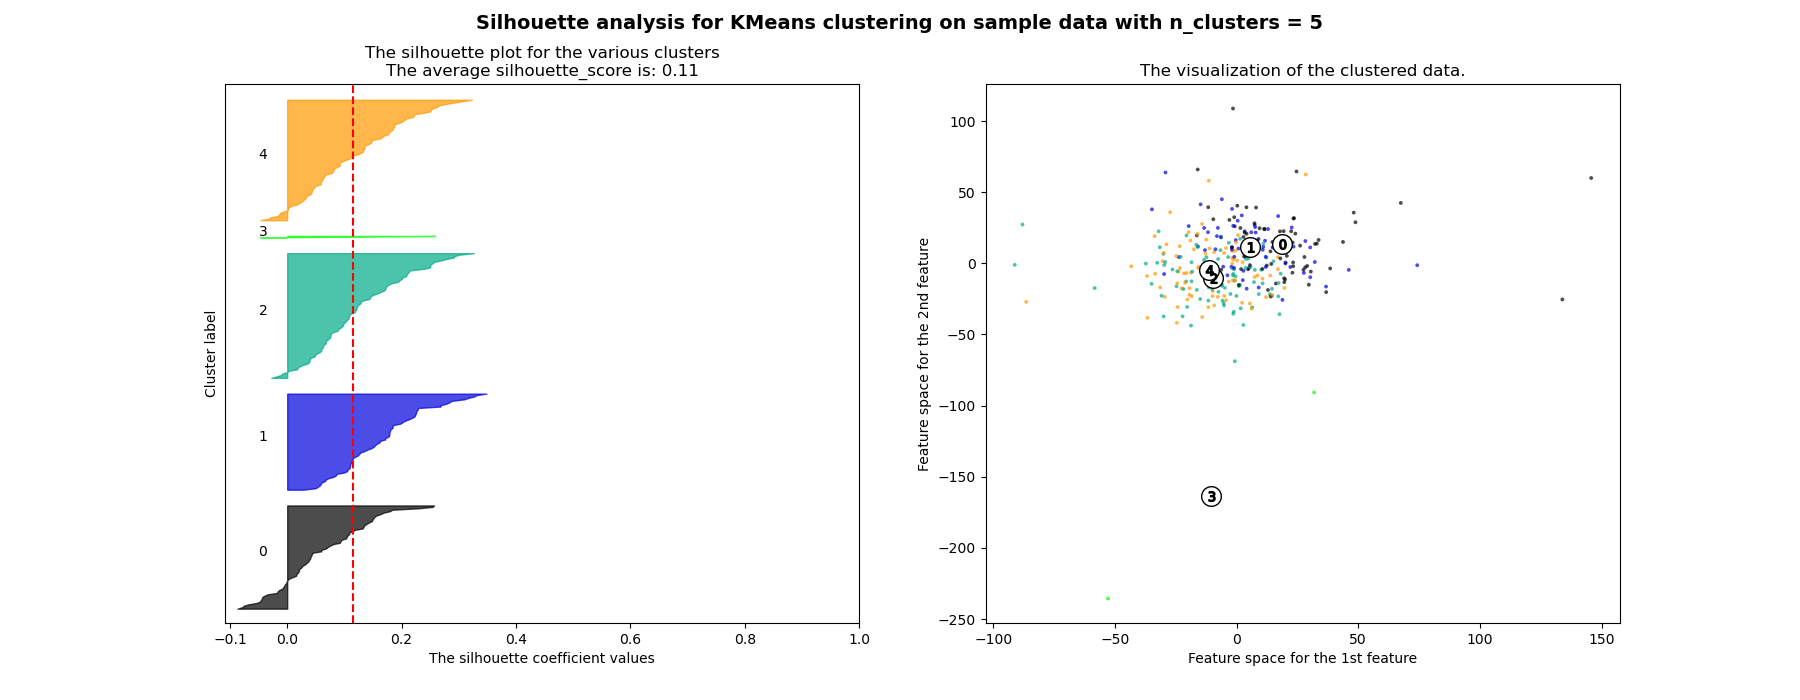 Silhouette analysis for KMeans clustering on sample data with n_clusters = 5
The silhouette plot for the various clusters
The average silhouette_score is: 0.11
Cluster label
4
3
2
1
0
−0.1 0.0 0.2 0.4 0.6 0.8 1.0
The silhouette coefficient values
The visualization of the clustered data.
Feature space for the 2nd feature
100
50
0
−50
−100
−150
−200
−250
1 0
4
2
3
−100 −50 0 50 100 150
Feature space for the 1st feature